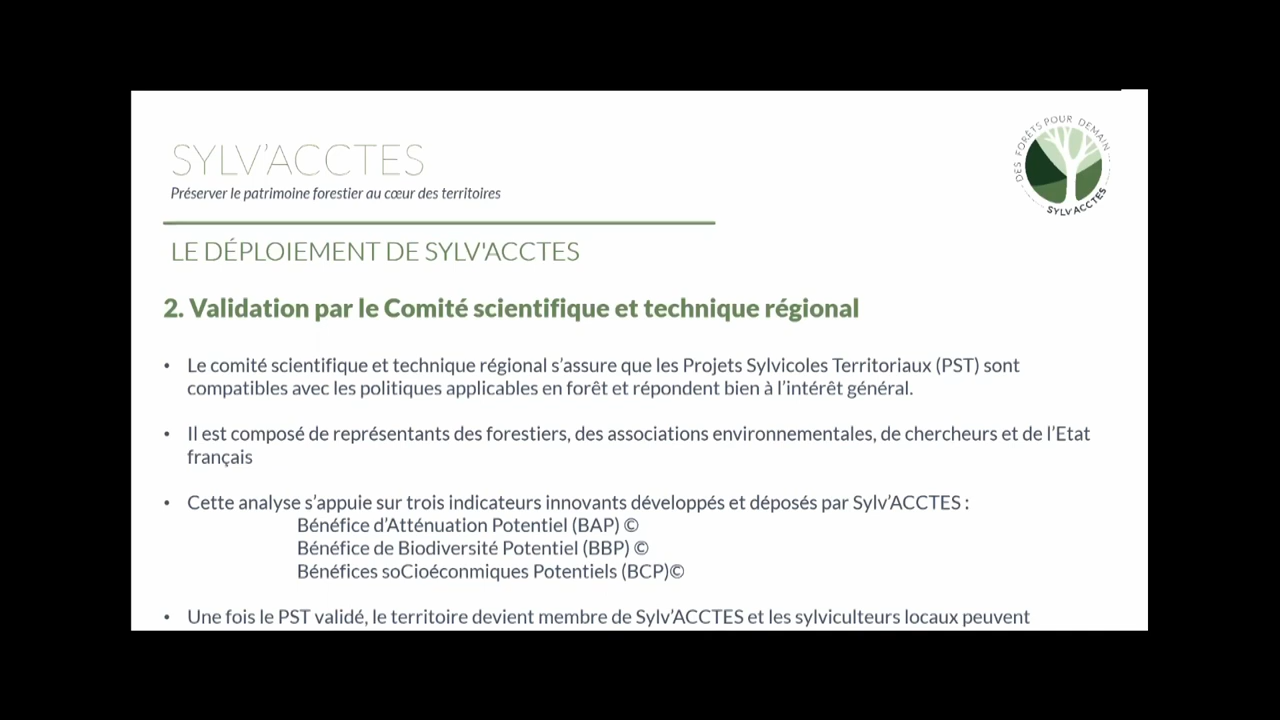 SYLV'ACCTES
Préserver le patrimoine forestier au cœur des territoires
DES FORÊTS POUR DEMAIN
SYLV'ACCTES
LE DÉPLOIEMENT DE SYLV'ACCTES
2. Validation par le Comité scientifique et technique régional
• Le comité scientifique et technique régional s'assure que les Projets Sylvicoles Territoriaux (PST) sont
compatibles avec les politiques applicables en forêt et répondent bien à l'intérêt général.
• Il est composé de représentants des forestiers, des associations environnementales, de chercheurs et de l'Etat
français
• Cette analyse s'appuie sur trois indicateurs innovants développés et déposés par Sylv'ACCTES :
Bénéfice d'Atténuation Potentiel (BAP) ©
Bénéfice de Biodiversité Potentiel (BBP) ©
Bénéfices soCioéconmiques Potentiels (BCP)©
• Une fois le PST validé, le territoire devient membre de Sylv'ACCTES et les sylviculteurs locaux peuvent